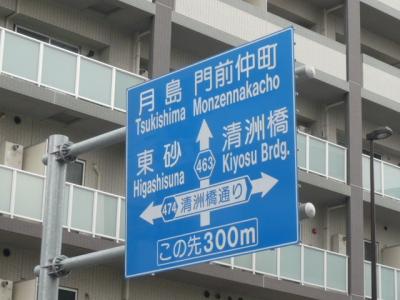 月島 門前仲町
Tsukishima Monzennakacho
東砂 463 清洲橋
Higashisuna Kiyosu Brdg.
474 清洲橋通り
この先300m